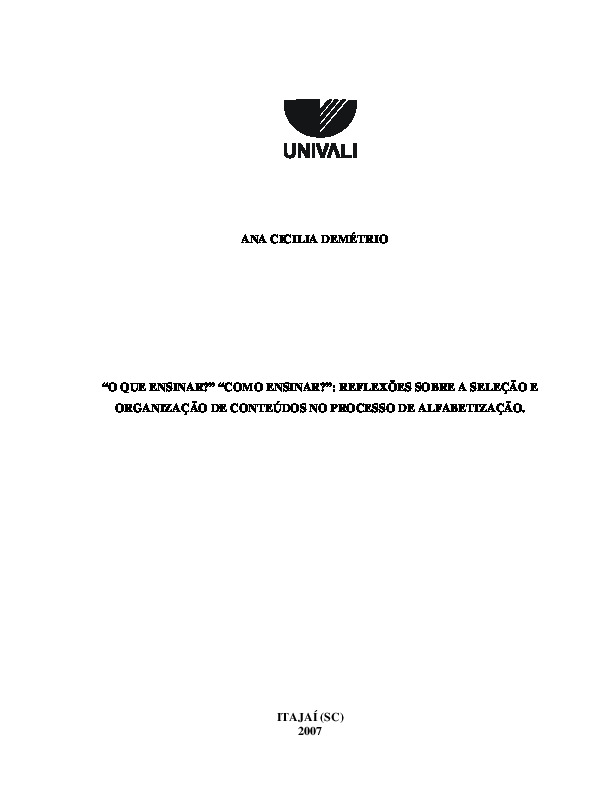 UNIVALI
ANA CICILIA DEMÉTRIO
“O QUE ENSINAR?” “COMO ENSINAR?”: REFLEXÕES SOBRE A SELEÇÃO E
ORGANIZAÇÃO DE CONTEÚDOS NO PROCESSO DE ALFABETIZAÇÃO.
ITAJAÍ (SC)
2007